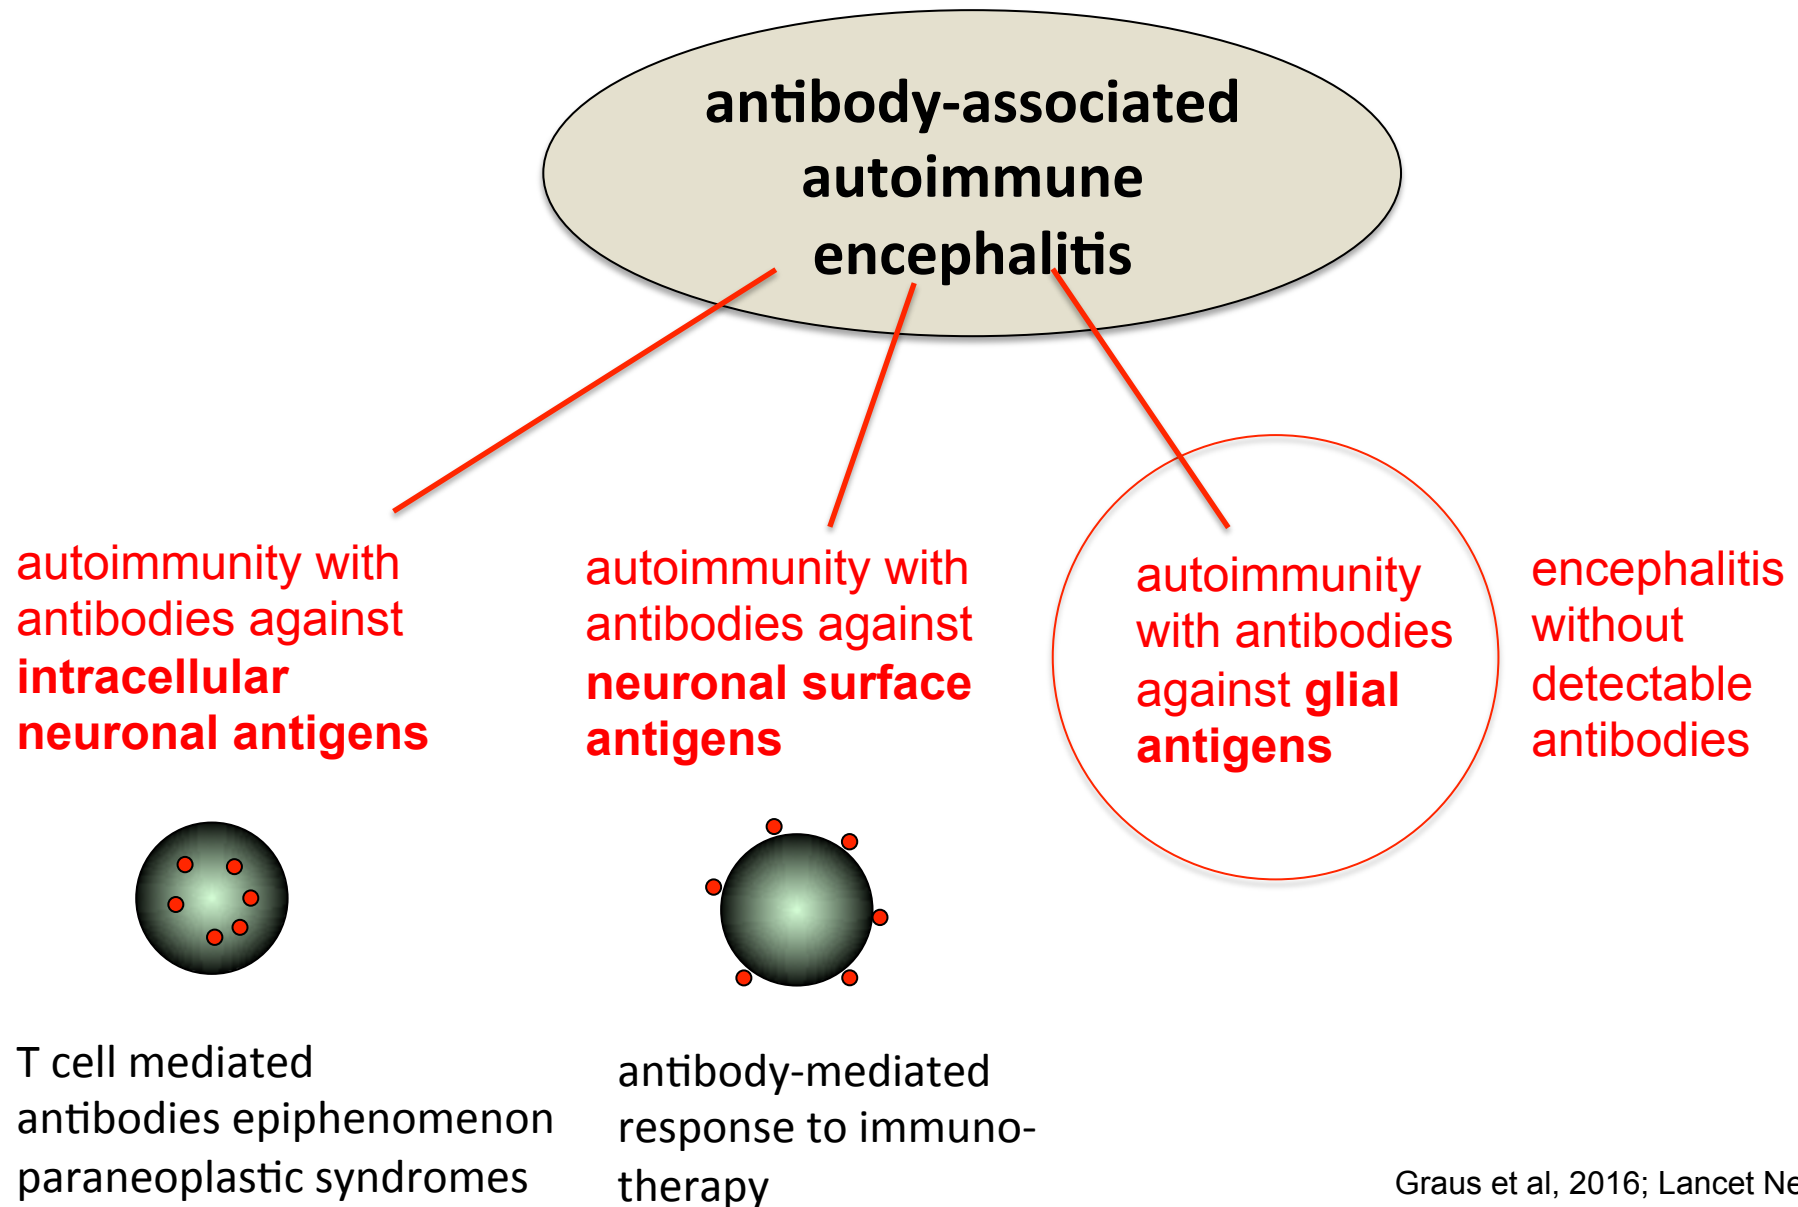 antibody-associated
autoimmune
encephalitis
autoimmunity with
antibodies against
intracellular
neuronal antigens
autoimmunity with
antibodies against
neuronal surface
antigens
autoimmunity
with antibodies
against glial
antigens
encephalitis
without
detectable
antibodies
T cell mediated
antibodies epiphenomenon
paraneoplastic syndromes
antibody-mediated
response to immuno-
therapy
Graus et al, 2016; Lancet Ne